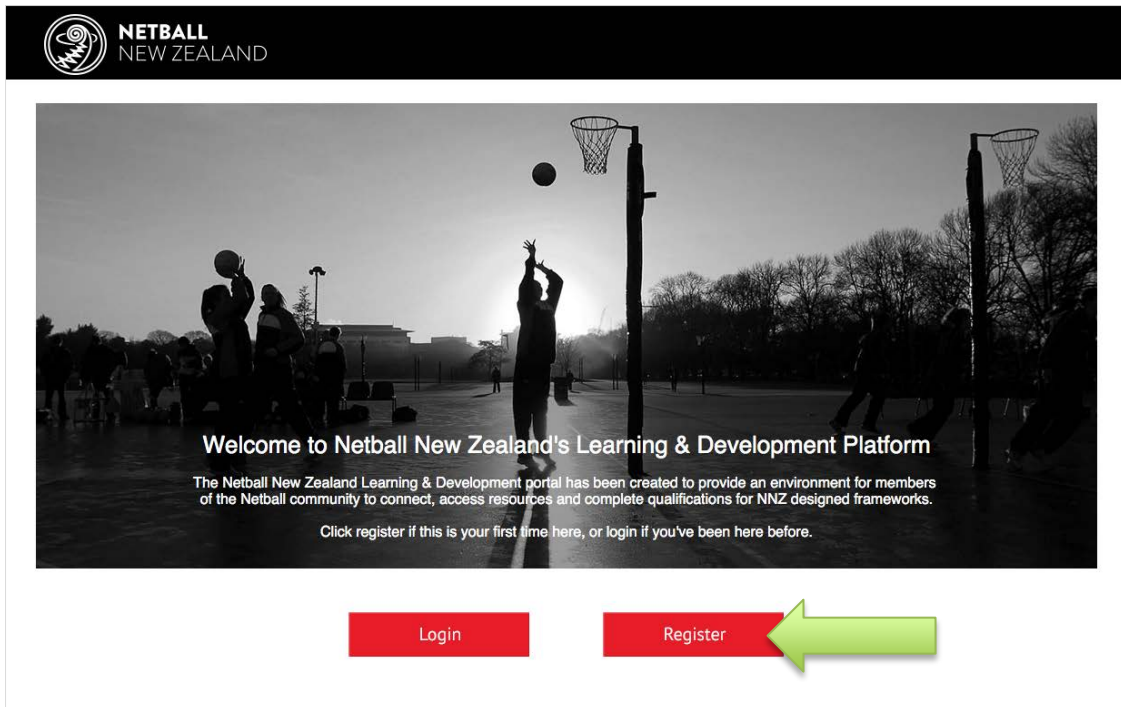 NETBALL
NEW ZEALAND
Welcome to Netball New Zealand's Learning & Development Platform
The Netball New Zealand Learning & Development portal has been created to provide an environment for members
of the Netball community to connect, access resources and complete qualifications for NNZ designed frameworks.
Click register if this is your first time here, or login if you've been here before.
Login
Register